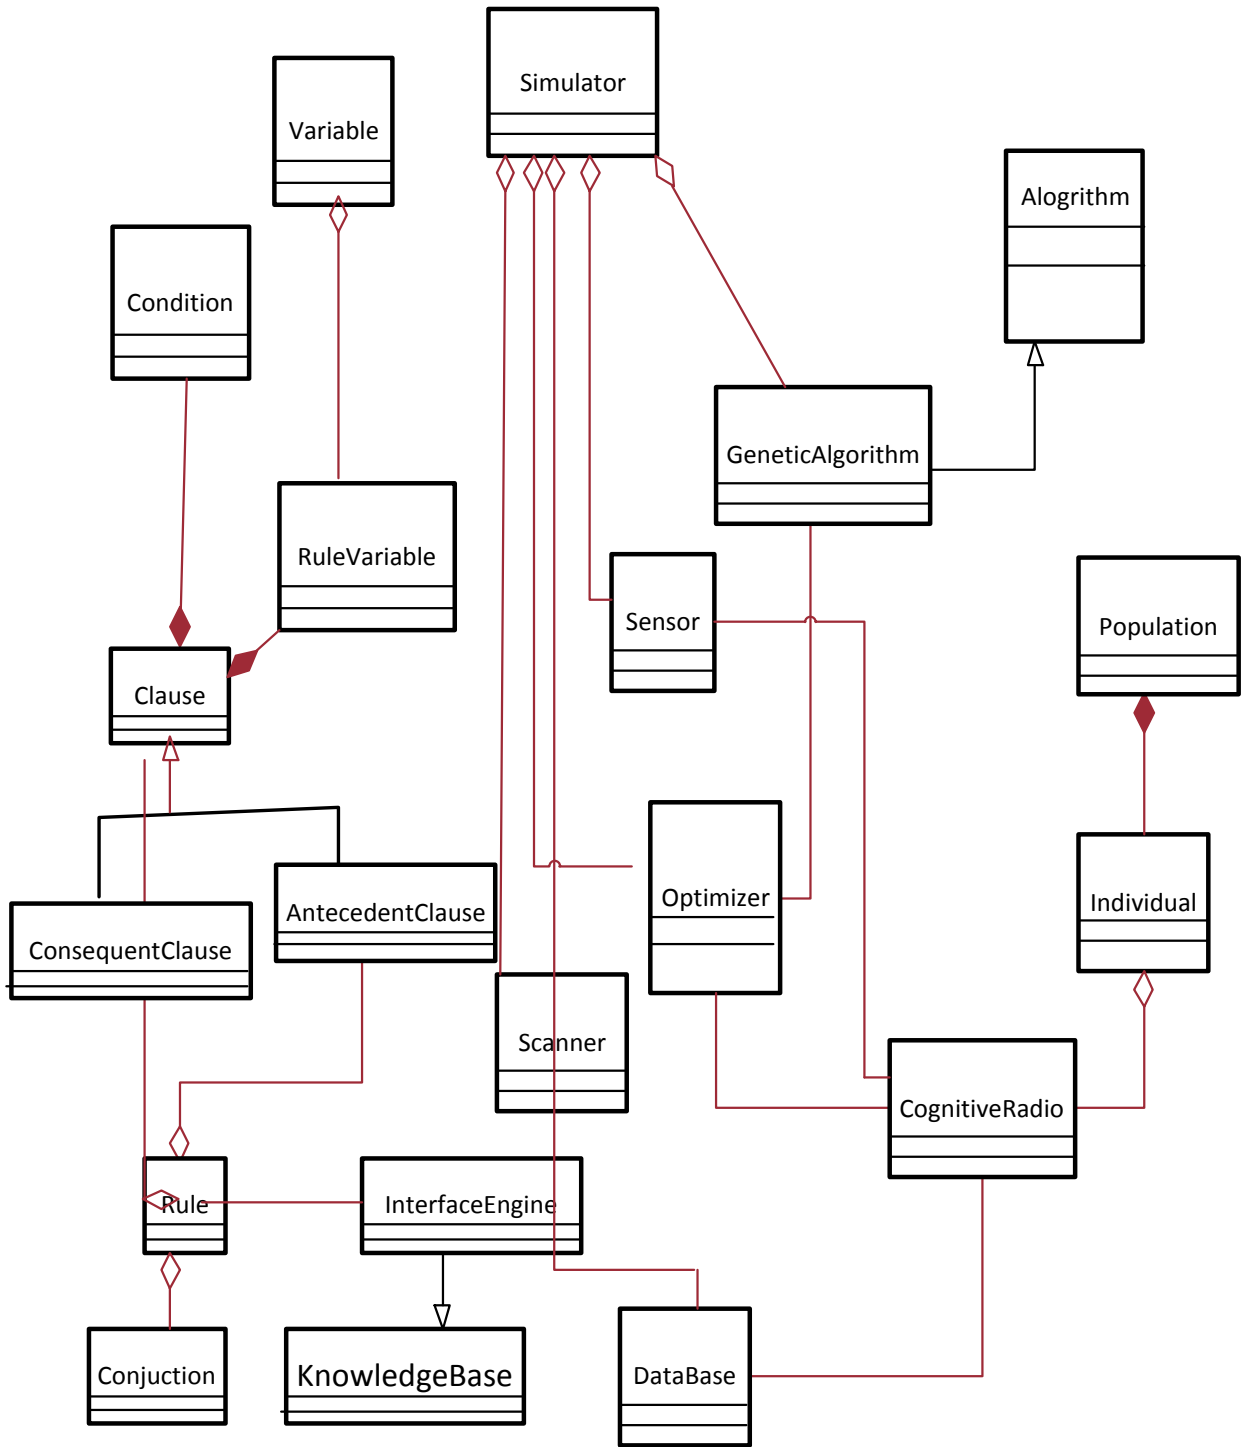 Simulator
Variable
Alogrithm
Condition
GeneticAlgorithm
RuleVariable
Sensor
Population
Clause
Optimizer
Individual
AntecedentClause
ConsequentClause
Scanner
CognitiveRadio
Rule
InterfaceEngine
Conjuction
KnowledgeBase
DataBase